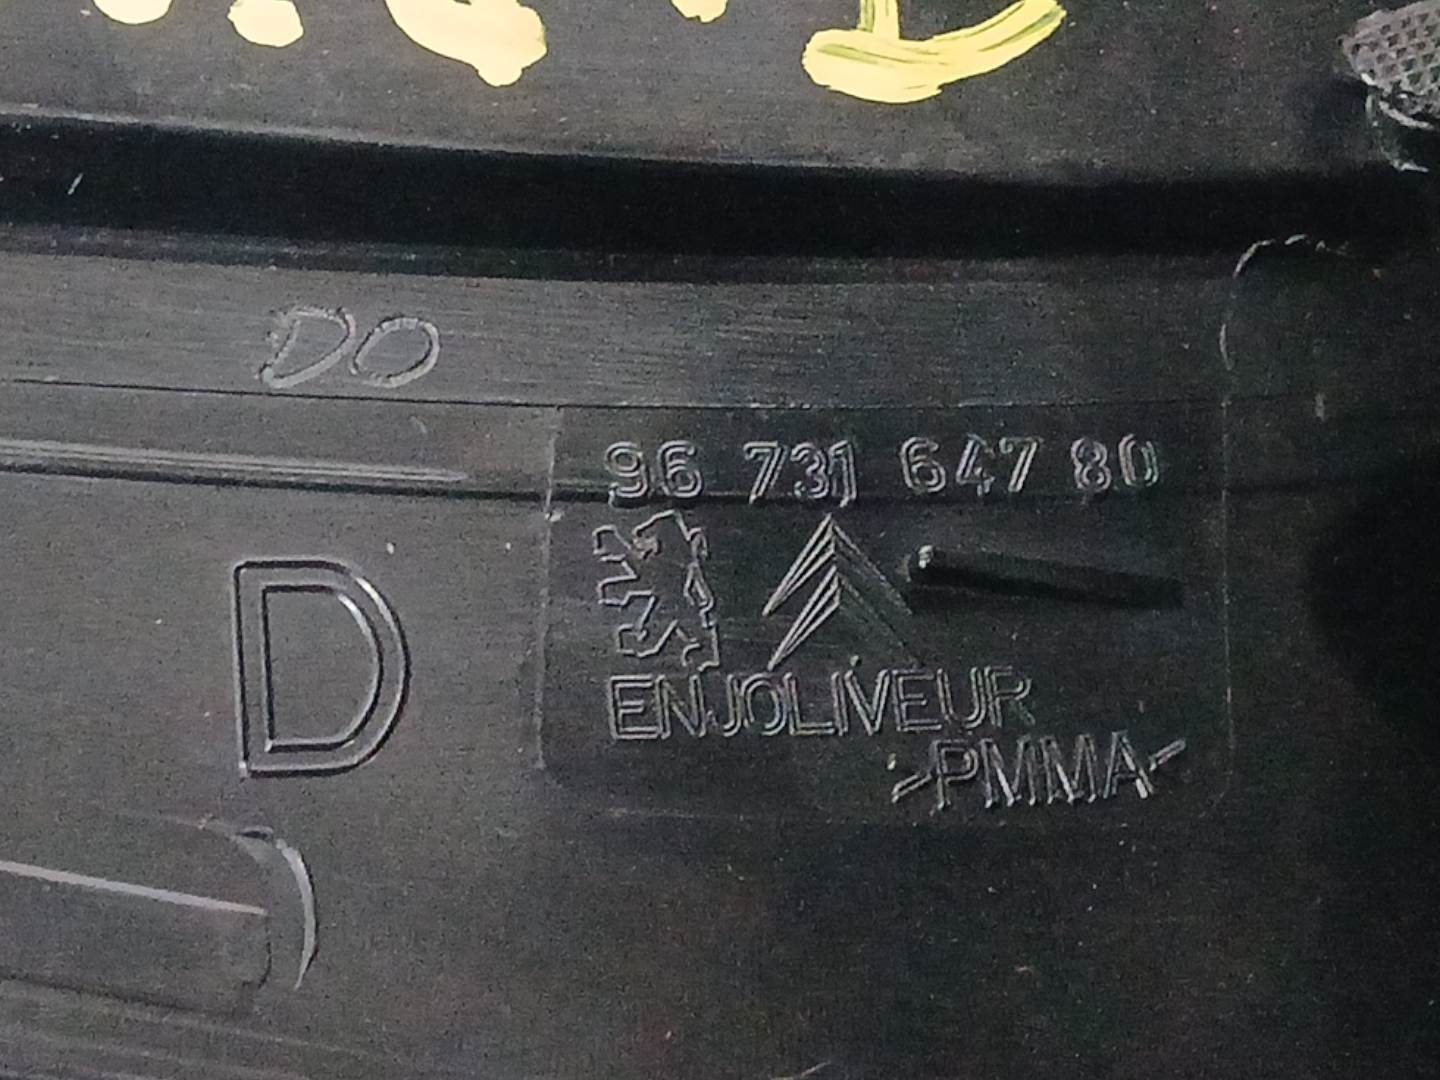 DO
96 731 647 80
D
ENJOLIVEUR
>PMMA<